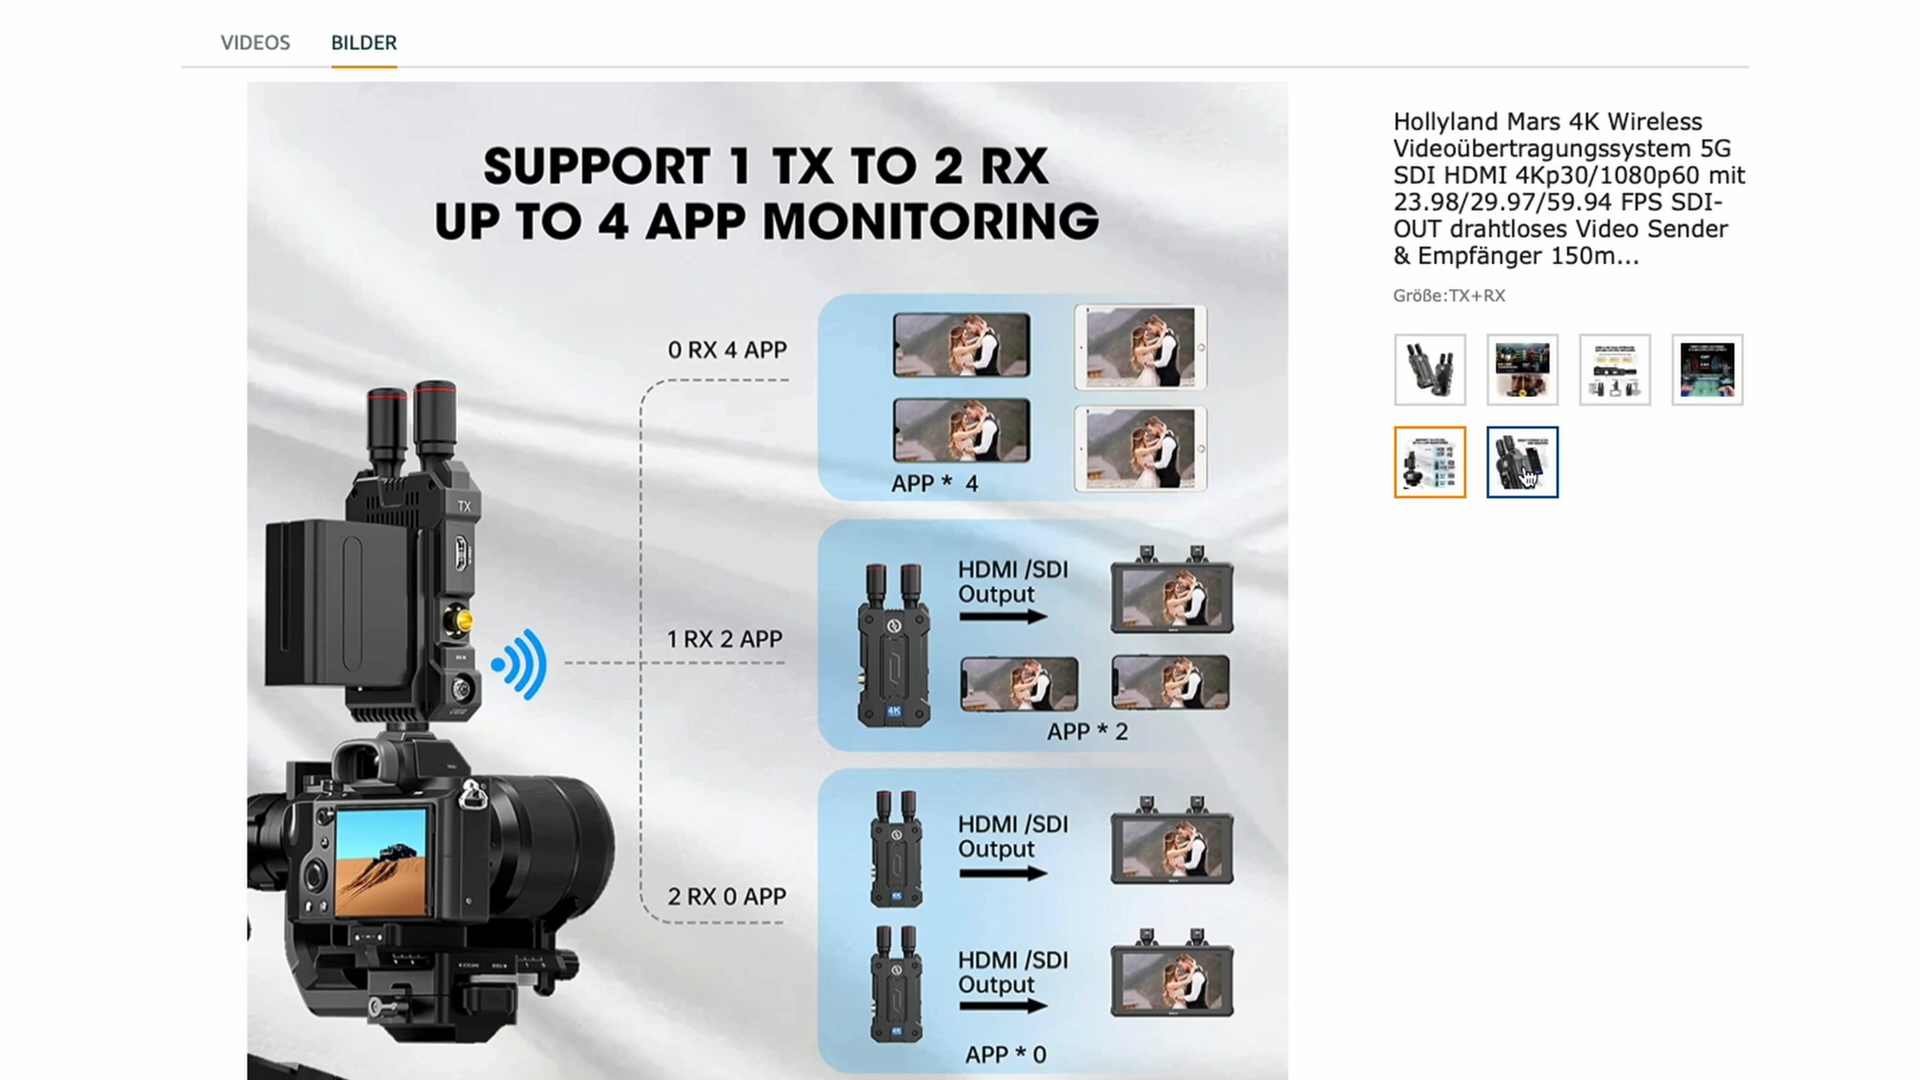 VIDEOS
BILDER
SUPPORT 1 TX TO 2 RX
UP TO 4 APP MONITORING
0 RX 4 APP
APP * 4
TX
HDMI /SDI
Output
1 RX 2 APP
4K
APP * 2
HDMI /SDI
Output
2 RX 0 APP
4K
HDMI /SDI
Output
4K
APP * 0
Hollyland Mars 4K Wireless
Videoübertragungssystem 5G
SDI HDMI 4Kp30/1080p60 mit
23.98/29.97/59.94 FPS SDI-
OUT drahtloses Video Sender
& Empfänger 150m...
Größe:TX+RX